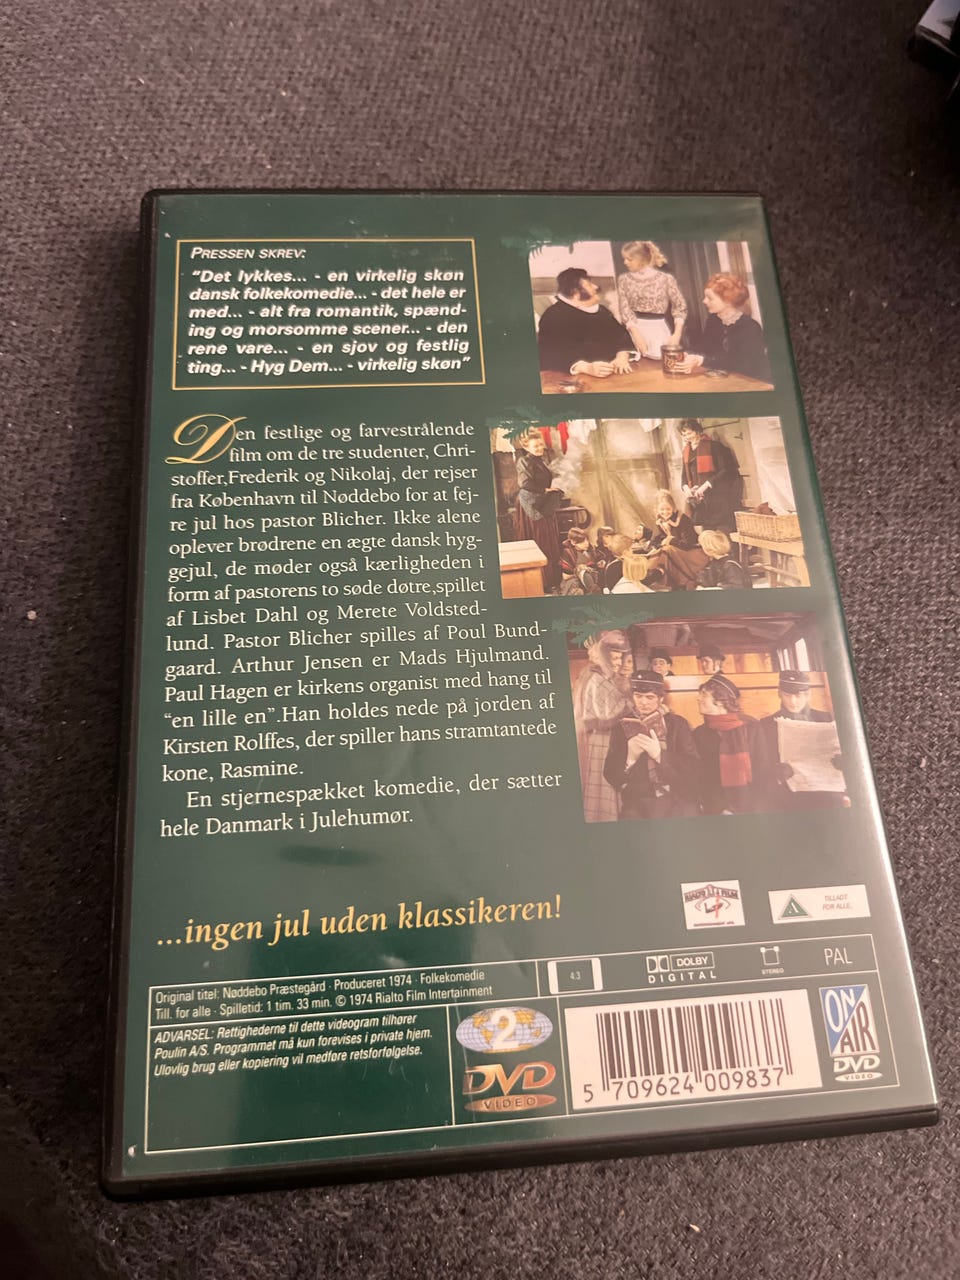 PRESSEN SKREV:
"Det lykkes... - en virkelig skøn
dansk folkekomedie... - det hele er
med... - alt fra romantik, spænd-
ing og morsomme scener... - den
rene vare... - en sjov og festlig
ting... - Hyg Dem... - virkelig skøn"
Den festlige og farvestrålende
film om de tre studenter, Chri-
stoffer,Frederik og Nikolaj, der rejser
fra København til Nøddebo for at fej-
re jul hos pastor Blicher. Ikke alene
oplever brødrene en ægte dansk hyg-
gejul, de møder også kærligheden i
form af pastorens to søde døtre,spillet
af Lisbet Dahl og Merete Voldsted-
lund. Pastor Blicher spilles af Poul Bund-
gaard. Arthur Jensen er Mads Hjulmand.
Paul Hagen er kirkens organist med hang til
"en lille en".Han holdes nede på jorden af
Kirsten Rolffes, der spiller hans stramtantede
kone, Rasmine.
En stjernespækket komedie, der sætter
hele Danmark i Julehumør.
...ingen jul uden klassikeren!
RIALTO FILM
ENTERTAINMENT APS
A
TILLADT
FOR ALLE.
Original titel: Nøddebo Præstegård · Produceret 1974 · Folkekomedie
Till. for alle · Spilletid: 1 tim. 33 min. © 1974 Rialto Film Intertainment
4:3
DOLBY
DIGITAL
STEREO
PAL
ADVARSEL: Rettighederne til dette videogram tilhører
Poulin A/S. Programmet må kun forevises i private hjem.
Ulovlig brug eller kopiering vil medføre retsforfølgelse.
2
DVD
VIDEO
5 709624 009837
ON
AIR
DVD
VIDEO